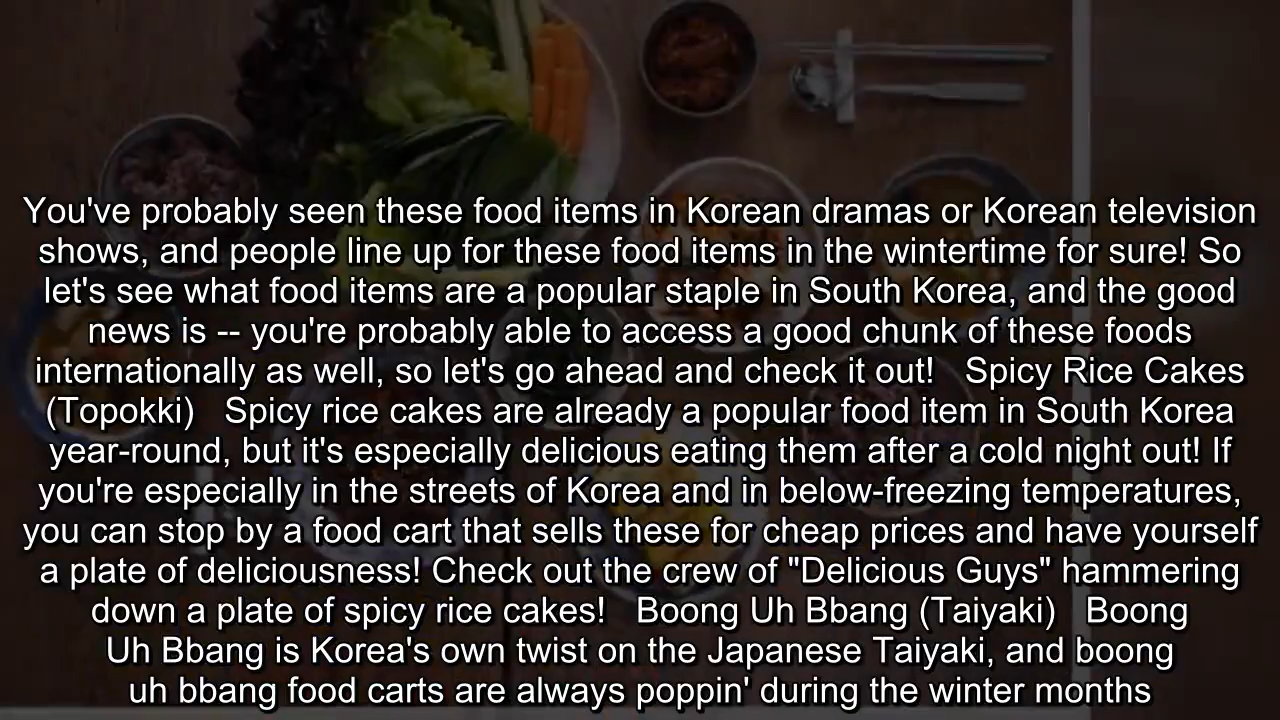 You've probably seen these food items in Korean dramas or Korean television
shows, and people line up for these food items in the wintertime for sure! So
let's see what food items are a popular staple in South Korea, and the good
news is -- you're probably able to access a good chunk of these foods
internationally as well, so let's go ahead and check it out!   Spicy Rice Cakes
(Topokki)   Spicy rice cakes are already a popular food item in South Korea
year-round, but it's especially delicious eating them after a cold night out! If
you're especially in the streets of Korea and in below-freezing temperatures,
you can stop by a food cart that sells these for cheap prices and have yourself
a plate of deliciousness! Check out the crew of "Delicious Guys" hammering
down a plate of spicy rice cakes!   Boong Uh Bbang (Taiyaki)   Boong
Uh Bbang is Korea's own twist on the Japanese Taiyaki, and boong
uh bbang food carts are always poppin' during the winter months